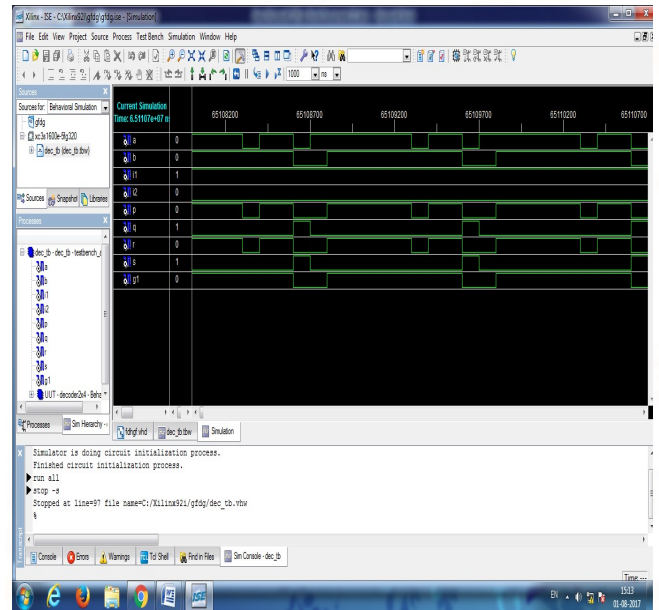 Xilinx - ISE - C:\Xilinx92i\gfdg\gfdg.ise - [Simulation]
File Edit View Project Source Process Test Bench Simulation Window Help
1000 ns
Sources
Sources for: Behavioral Simulation
gfdg
xc3s1600e-5fg320
dec_tb (dec_tb.tbw)
Sources Snapshot Libraries
Processes
dec_tb - dec_tb - testbench_
a
b
i1
i2
p
q
r
s
g1
UUT - decoder2x4 - Beha
Processes Sim Hierarchy -
Current Simulation
Time: 6.51107e+07 n
65108200 65108700 65109200 65109700 65110200 65110700
a 0
b 0
i1 1
i2 0
p 0
q 1
r 0
s 1
g1 0
fdhgf.vhd dec_tb.tbw Simulation
Simulator is doing circuit initialization process.
Finished circuit initialization process.
run all
stop -s
Stopped at line=97 file name=C:/Xilinx92i/gfdg/dec_tb.vhw
%
Transcript
Console Errors Warnings Tcl Shell Find in Files Sim Console - dec_tb
Time: ---
EN 15:13
01-08-2017